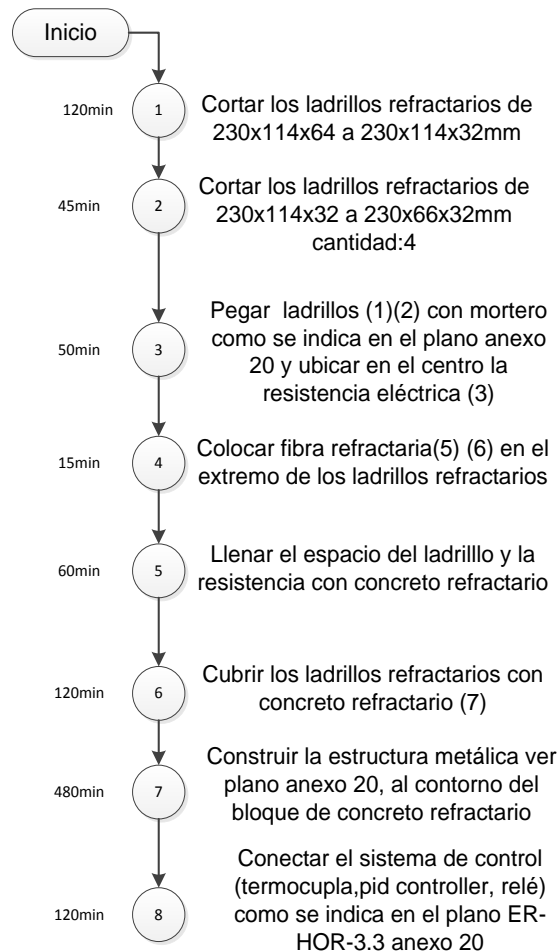 Inicio
120min
1
Cortar los ladrillos refractarios de
230x114x64 a 230x114x32mm
45min
2
Cortar los ladrillos refractarios de
230x114x32 a 230x66x32mm
cantidad:4
50min
3
Pegar ladrillos (1)(2) con mortero
como se indica en el plano anexo
20 y ubicar en el centro la
resistencia eléctrica (3)
15min
4
Colocar fibra refractaria(5) (6) en el
extremo de los ladrillos refractarios
60min
5
Llenar el espacio del ladrilllo y la
resistencia con concreto refractario
120min
6
Cubrir los ladrillos refractarios con
concreto refractario (7)
480min
7
Construir la estructura metálica ver
plano anexo 20, al contorno del
bloque de concreto refractario
120min
8
Conectar el sistema de control
(termocupla,pid controller, relé)
como se indica en el plano ER-
HOR-3.3 anexo 20